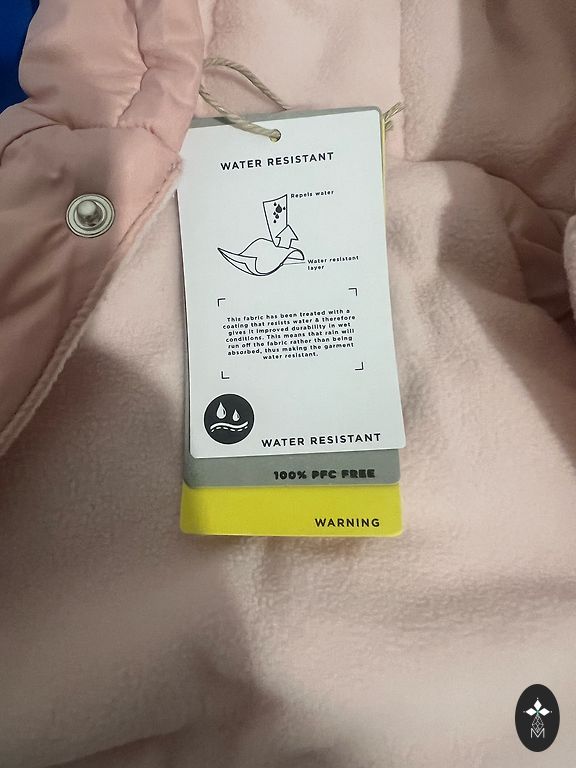 WATER RESISTANT
Repels water
Water resistant
layer
This fabric has been treated with a
coating that resists water & therefore
gives it improved durability in wet
conditions. This means that rain will
run off the fabric rather than being
absorbed, thus making the garment
water resistant.
WATER RESISTANT
100% PFC FREE
WARNING
M